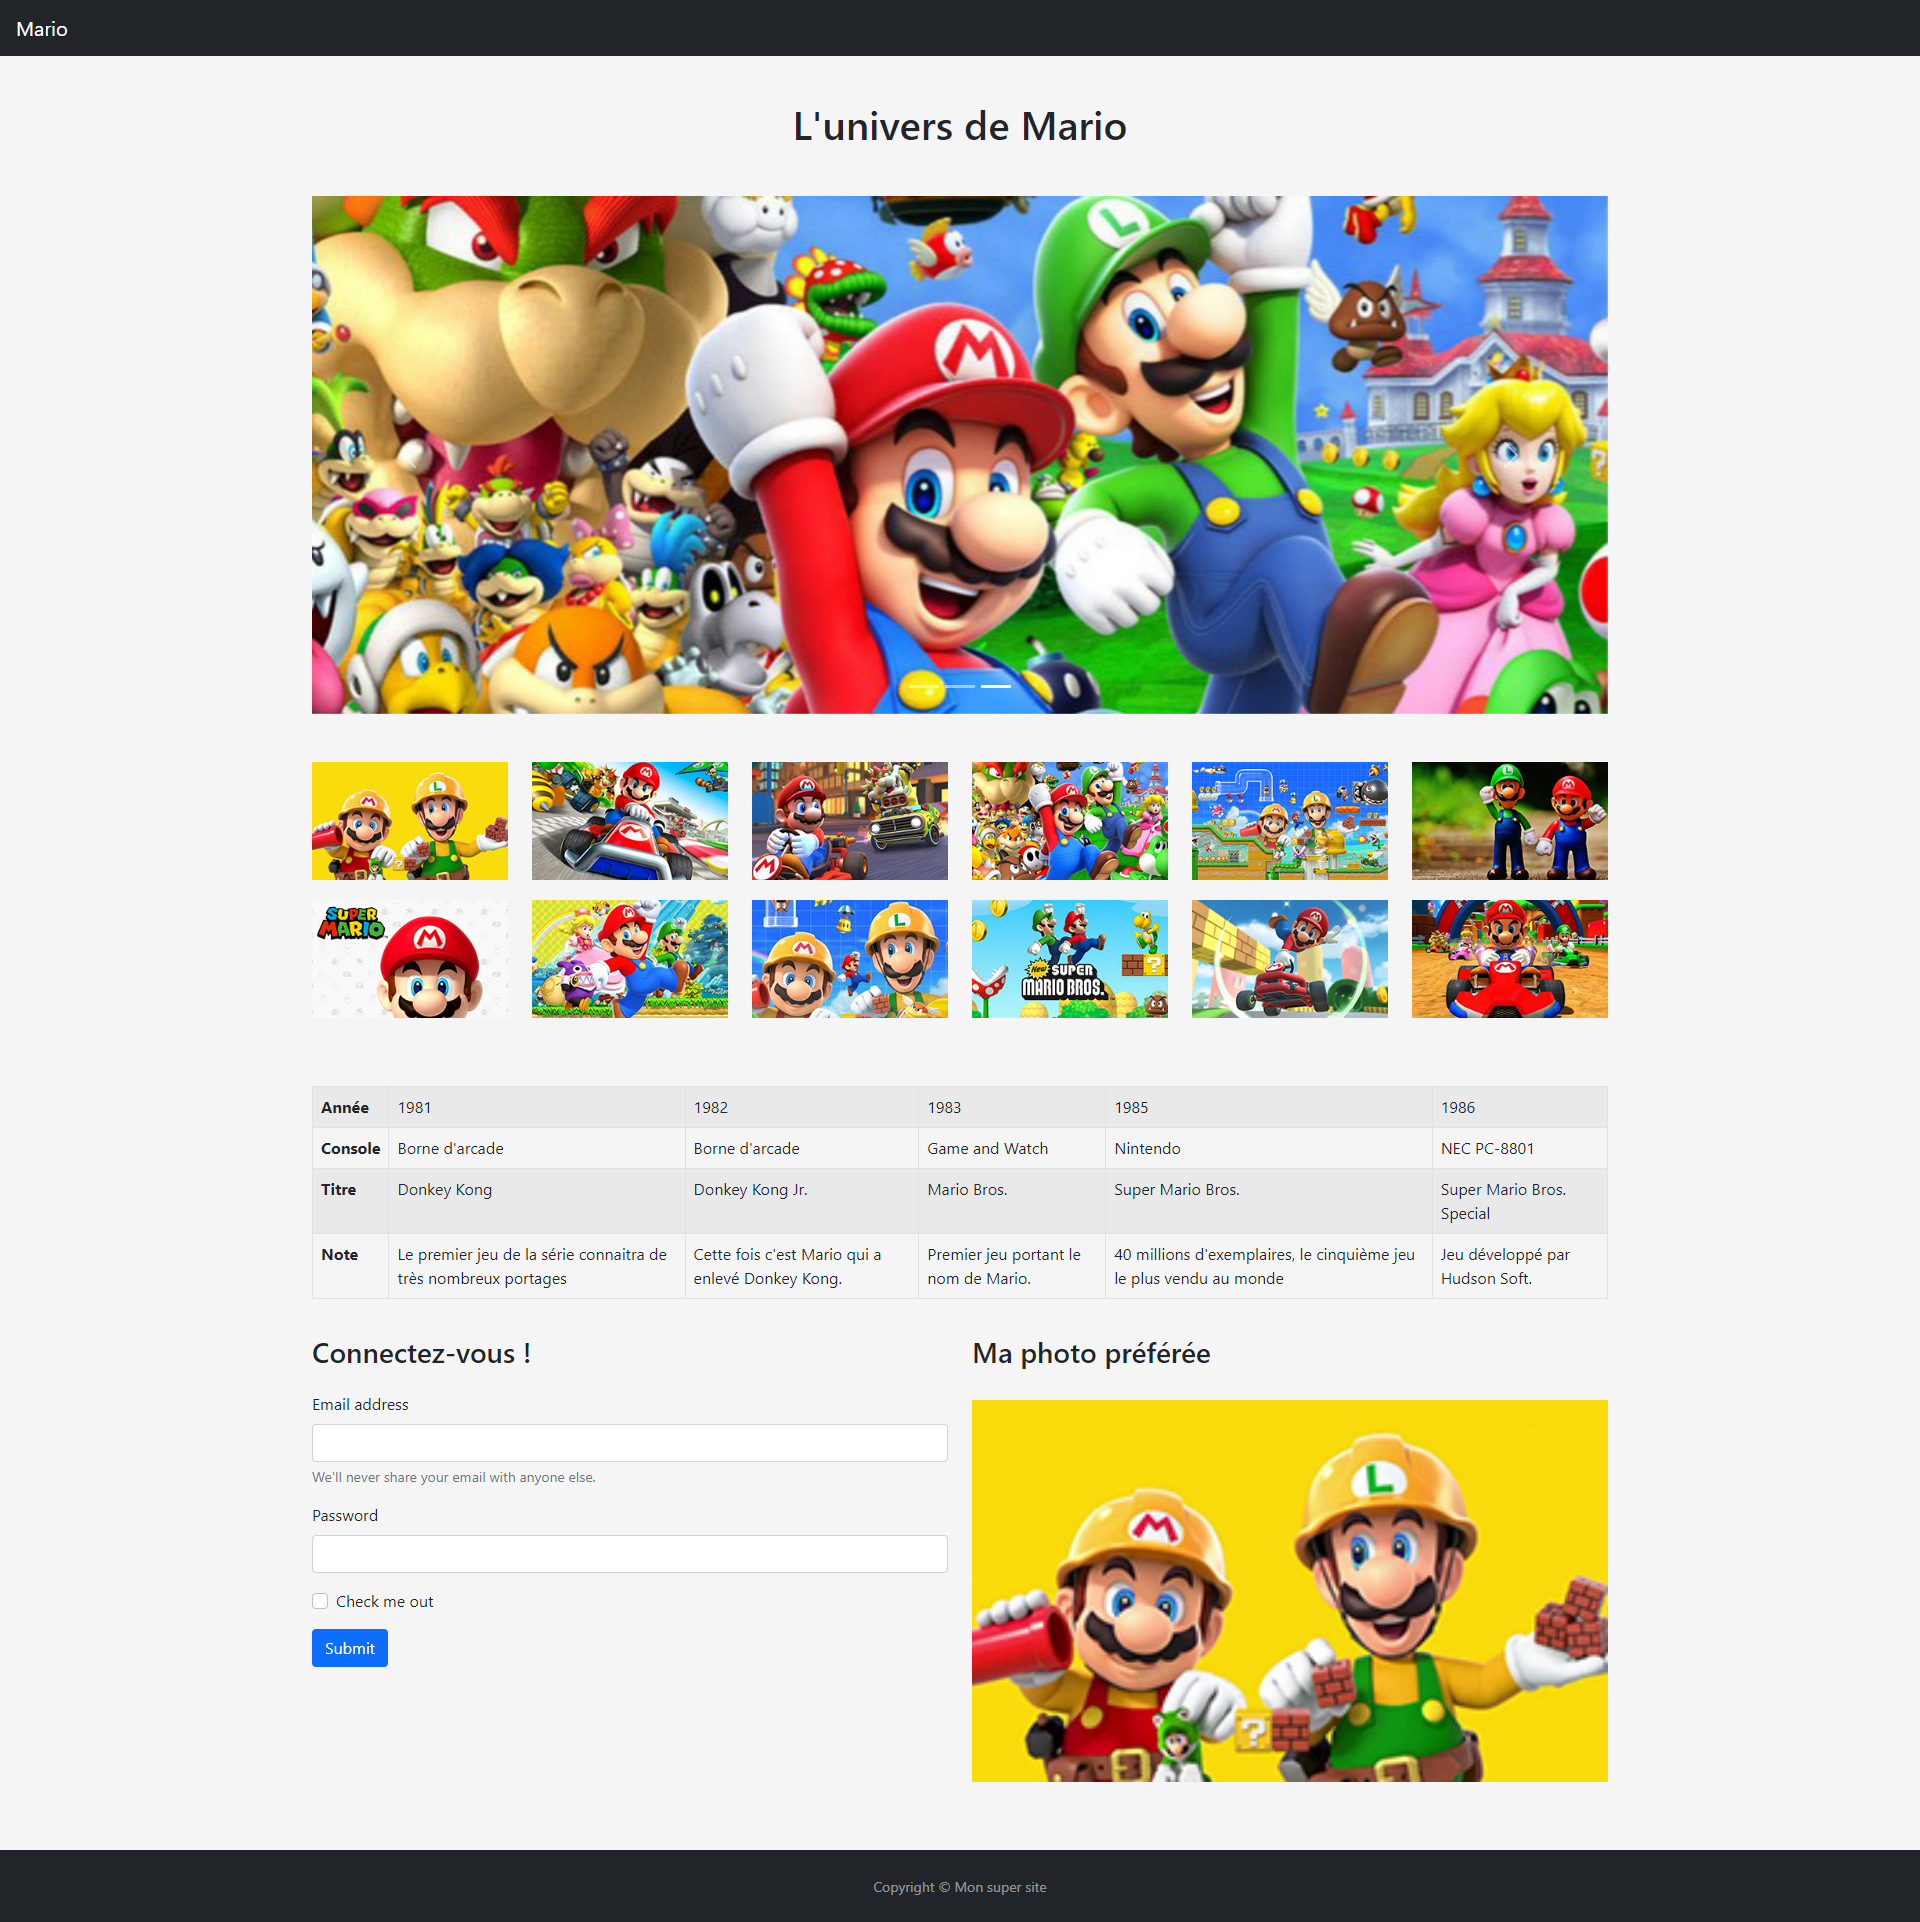 Mario
L'univers de Mario
M
L
SUPER
MARIO
New
SUPER
MARIO BROS.
Année 1981 1982 1983 1985 1986
Console Borne d'arcade Borne d'arcade Game and Watch Nintendo NEC PC-8801
Titre Donkey Kong Donkey Kong Jr. Mario Bros. Super Mario Bros. Super Mario Bros.
Special
Note Le premier jeu de la série connaitra de Cette fois c'est Mario qui a Premier jeu portant le 40 millions d'exemplaires, le cinquième jeu Jeu développé par
très nombreux portages enlevé Donkey Kong. nom de Mario. le plus vendu au monde Hudson Soft.
Connectez-vous !
Ma photo préférée
Email address
We'll never share your email with anyone else.
Password
Check me out
Submit
L
M
?
Copyright © Mon super site